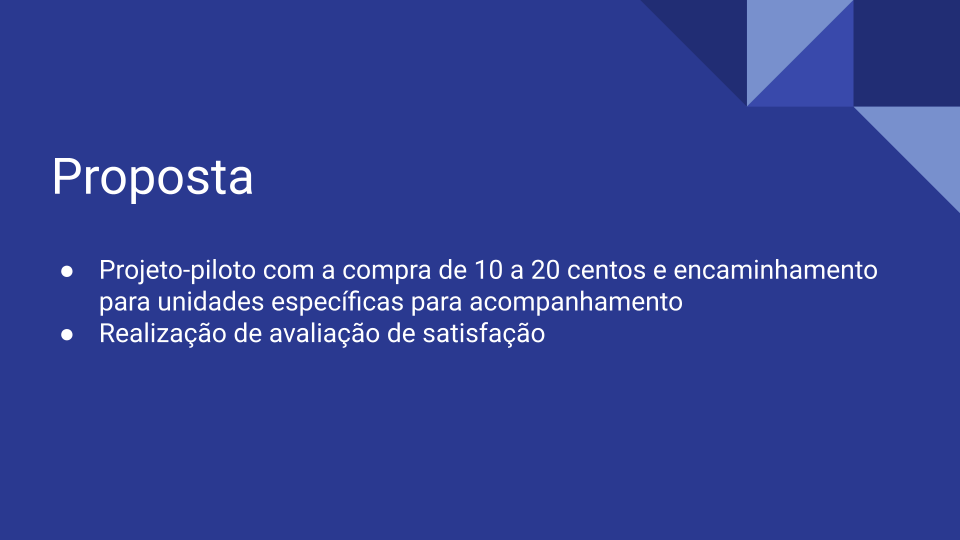 Proposta
● Projeto-piloto com a compra de 10 a 20 centos e encaminhamento
para unidades específicas para acompanhamento
● Realização de avaliação de satisfação